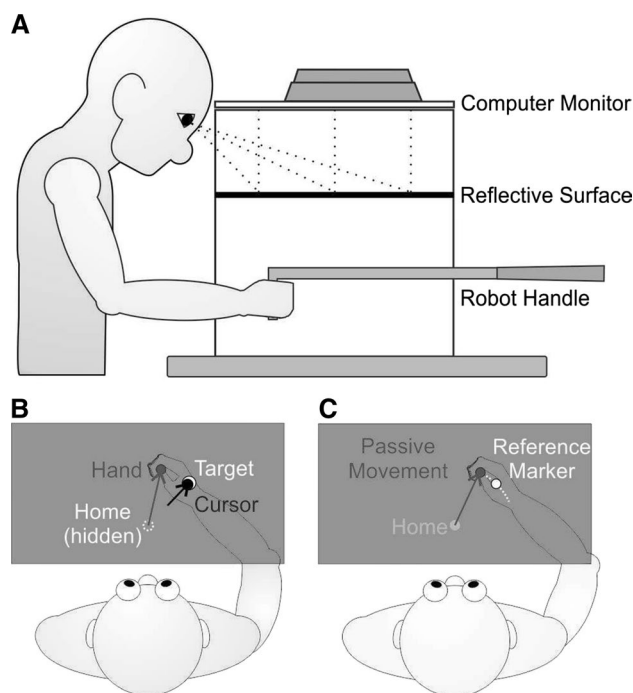 A
Computer Monitor
Reflective Surface
Robot Handle
B
Hand
Target
Cursor
Home
(hidden)
C
Passive
Movement
Reference
Marker
Home